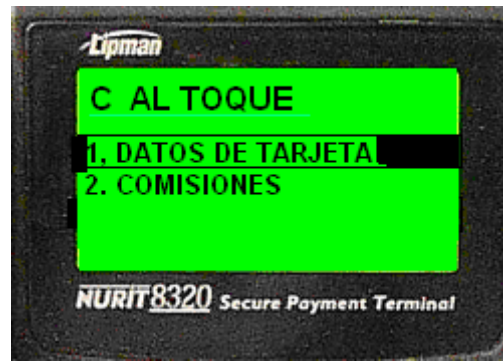 Lipman
C AL TOQUE
1, DATOS DE TARJETA
2. COMISIONES
NURIT 8320 Secure Payment Terminal